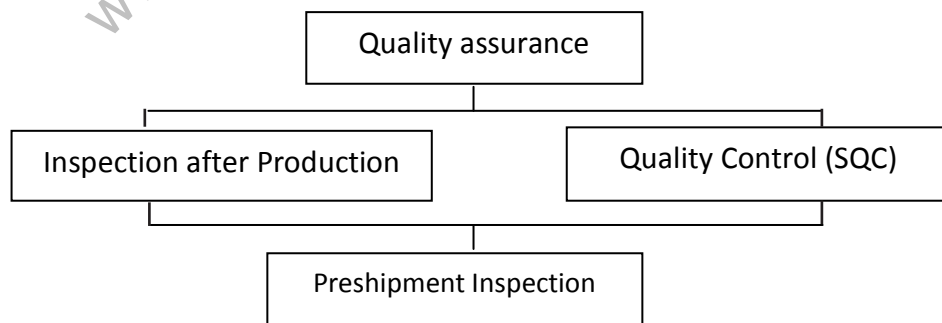 Quality assurance
Inspection after Production
Quality Control (SQC)
Preshipment Inspection